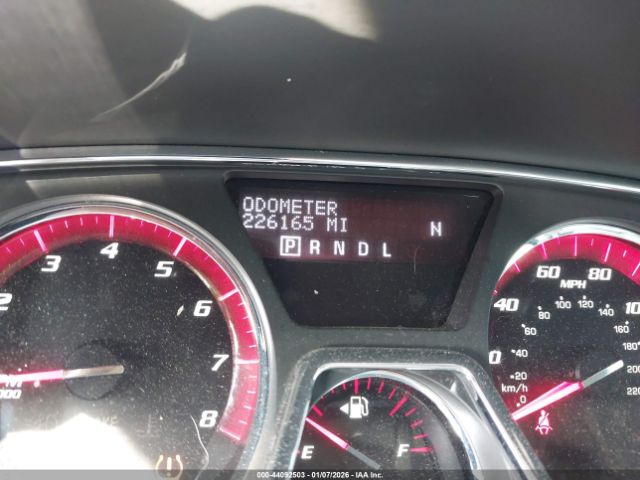 ODOMETER
226165 MI N
P R N D L
2 3 4 5 6 7 8
40 60 80
MPH
20 40 60 80 100 120 140 160 180 200 220
km/h
0
0
E F
000-44092503 - 01/07/2026 - © IAA Inc.